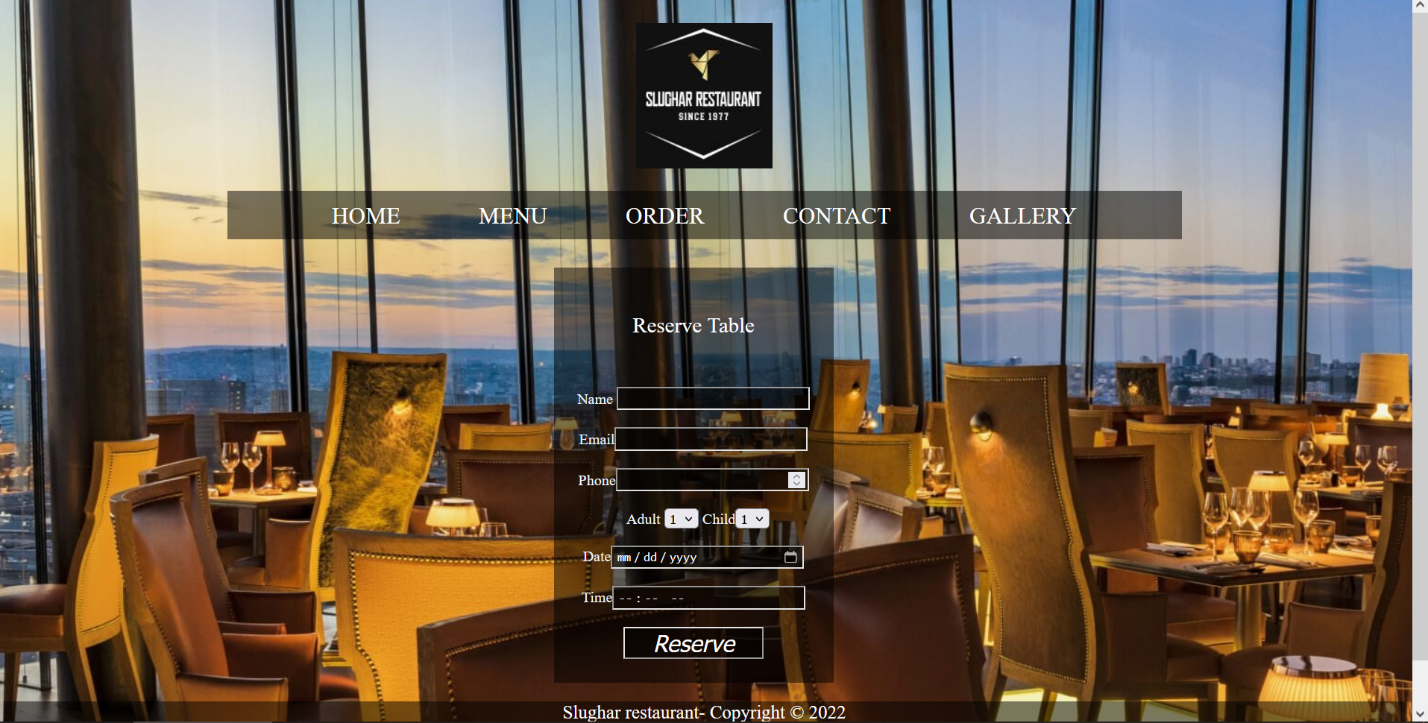 SLUGHAR RESTAURANT
SINCE 1977
HOME MENU ORDER CONTACT GALLERY
Reserve Table
Name
Email
Phone
Adult 1 Child 1
Date mm / dd / yyyy
Time -- : -- --
Reserve
Slughar restaurant- Copyright © 2022